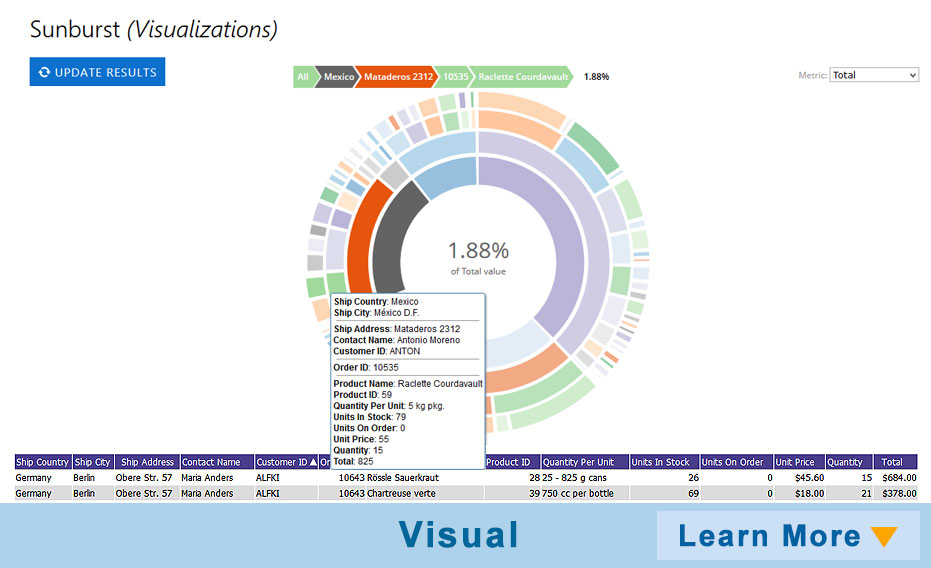 Sunburst (Visualizations)
UPDATE RESULTS
All Mexico Mataderos 2312 10535 Raclette Courdavault 1.88%
Metric: Total
1.88%
of Total value
Ship Country: Mexico
Ship City: México D.F.
Ship Address: Mataderos 2312
Contact Name: Antonio Moreno
Customer ID: ANTON
Order ID: 10535
Product Name: Raclette Courdavault
Product ID: 59
Quantity Per Unit: 5 kg pkg.
Units In Stock: 79
Units On Order: 0
Unit Price: 55
Quantity: 15
Total: 825
Ship Country Ship City Ship Address Contact Name Customer ID ▲ Product ID Quantity Per Unit Units In Stock Units On Order Unit Price Quantity Total
Germany Berlin Obere Str. 57 Maria Anders ALFKI 10643 Rössle Sauerkraut 28 25 - 825 g cans 26 0 $45.60 15 $684.00
Germany Berlin Obere Str. 57 Maria Anders ALFKI 10643 Chartreuse verte 39 750 cc per bottle 69 0 $18.00 21 $378.00
Visual
Learn More